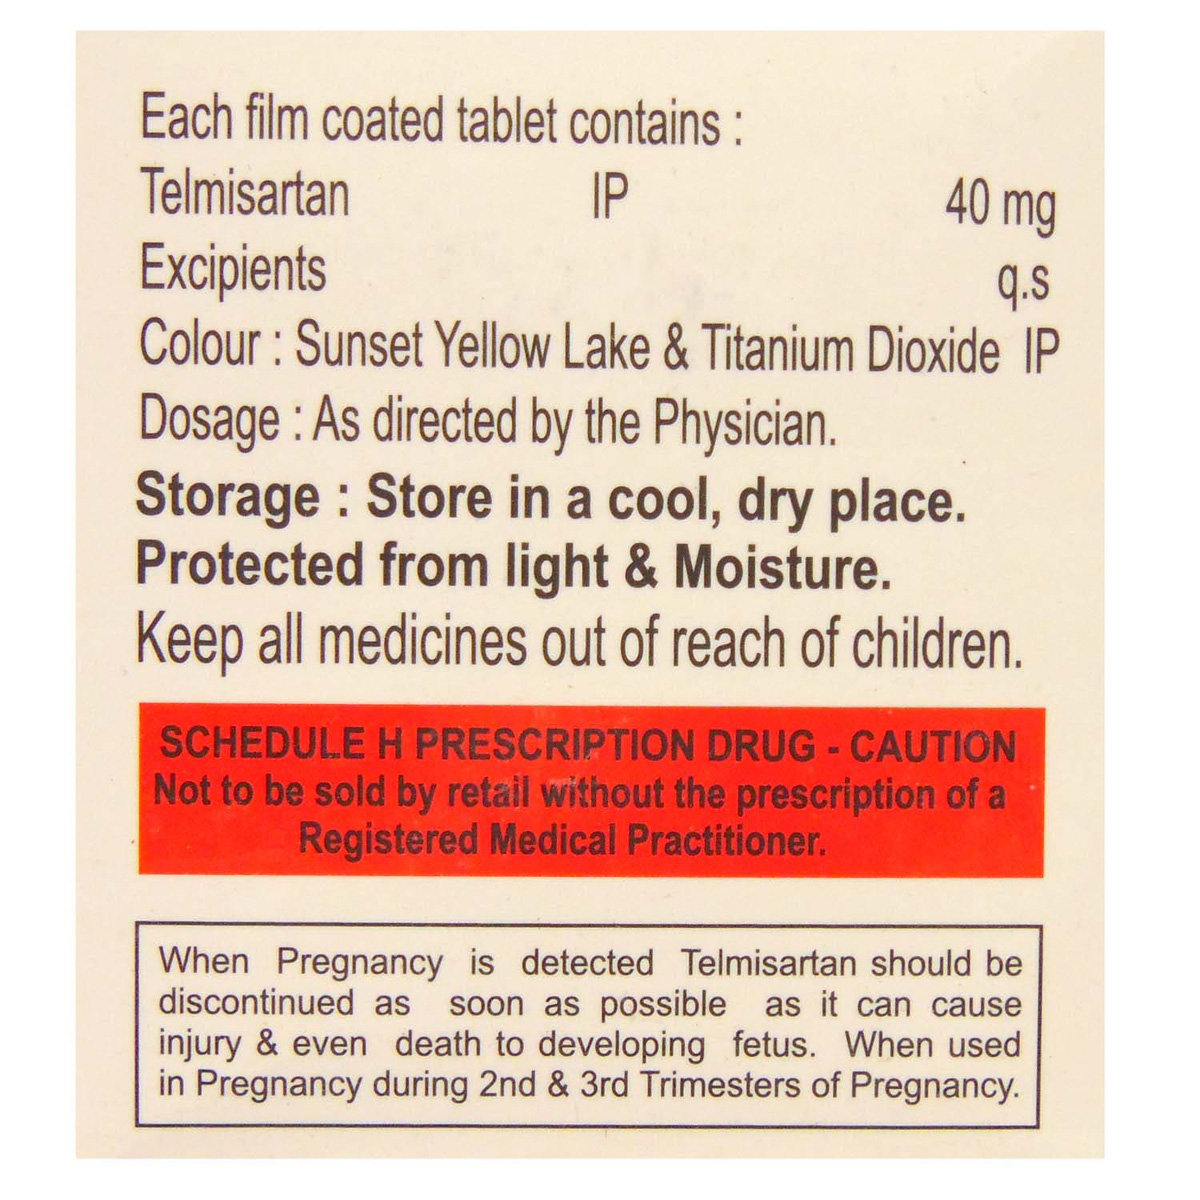 Each film coated tablet contains :
Telmisartan IP 40 mg
Excipients q.s
Colour : Sunset Yellow Lake & Titanium Dioxide IP
Dosage : As directed by the Physician.
Storage : Store in a cool, dry place.
Protected from light & Moisture.
Keep all medicines out of reach of children.
SCHEDULE H PRESCRIPTION DRUG - CAUTION
Not to be sold by retail without the prescription of a
Registered Medical Practitioner.
When Pregnancy is detected Telmisartan should be
discontinued as soon as possible as it can cause
injury & even death to developing fetus. When used
in Pregnancy during 2nd & 3rd Trimesters of Pregnancy.